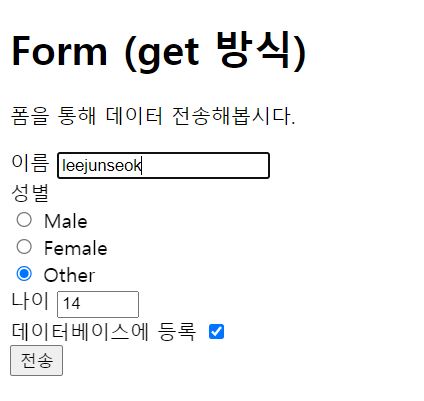 Form (get 방식)
폼을 통해 데이터 전송해봅시다.
이름 leejunseok
성별
Male
Female
Other
나이 14
데이터베이스에 등록
전송